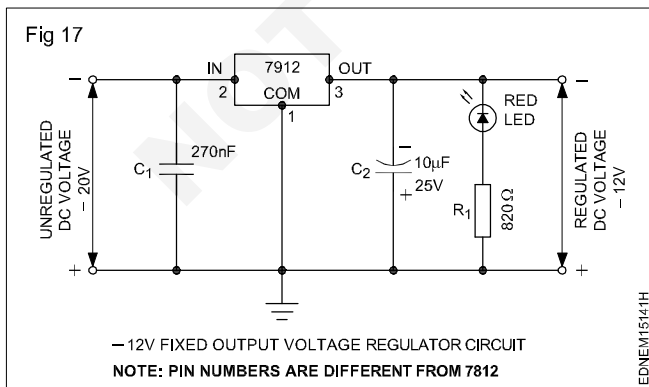 Fig 17
NOT
IN
7912
OUT
2
COM
3
1
−
−
RED
LED
270nF
C1
−
10μF
C2
+
25V
R1
820 Ω
UNREGULATED
DC VOLTAGE
– 20V
REGULATED
DC VOLTAGE
–12V
+
+
– 12V FIXED OUTPUT VOLTAGE REGULATOR CIRCUIT
NOTE: PIN NUMBERS ARE DIFFERENT FROM 7812
EDNEM15141H